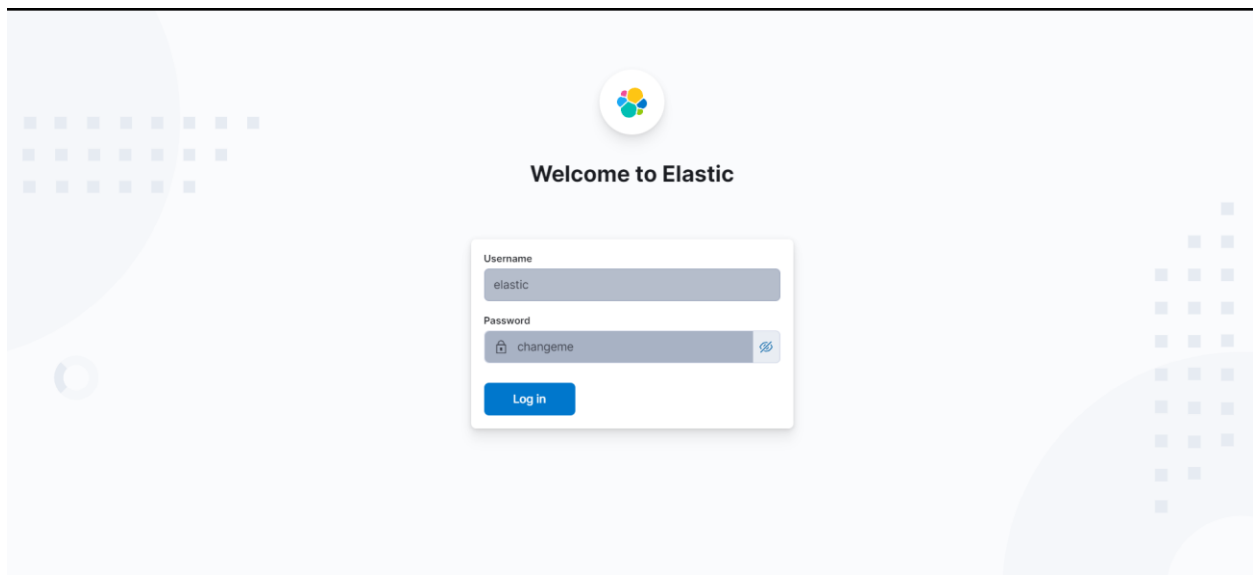 Welcome to Elastic
Username
elastic
Password
changeme
Log in